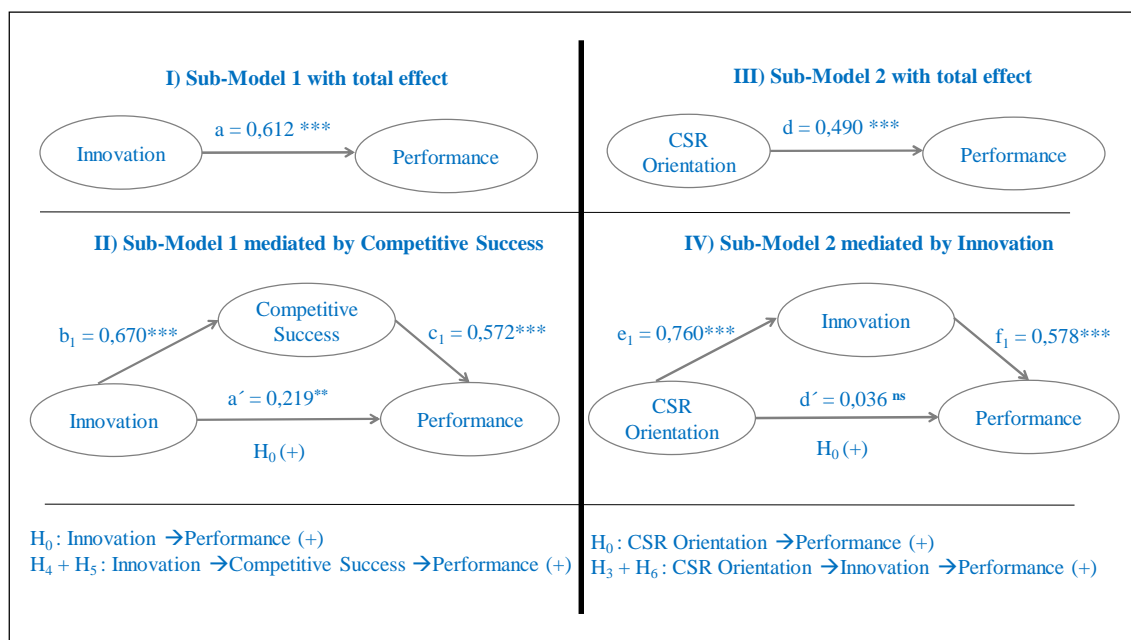 I) Sub-Model 1 with total effect
a = 0,612 ***
Innovation
Performance
II) Sub-Model 1 mediated by Competitive Success
Competitive
Success
b₁ = 0,670***
c₁ = 0,572***
a´ = 0,219**
Innovation
Performance
H₀ (+)
H₀ : Innovation →Performance (+)
H₄ + H₅ : Innovation →Competitive Success →Performance (+)
III) Sub-Model 2 with total effect
d = 0,490 ***
CSR
Orientation
Performance
IV) Sub-Model 2 mediated by Innovation
Innovation
e₁ = 0,760***
f₁ = 0,578***
d´ = 0,036 ns
CSR
Orientation
Performance
H₀ (+)
H₀ : CSR Orientation →Performance (+)
H₃ + H₆ : CSR Orientation →Innovation →Performance (+)